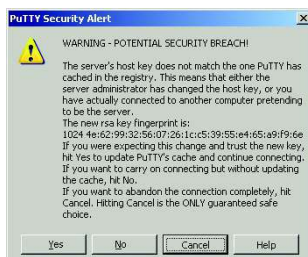 PuTTY Security Alert
WARNING - POTENTIAL SECURITY BREACH!
The server's host key does not match the one PuTTY has
cached in the registry. This means that either the
server administrator has changed the host key, or you
have actually connected to another computer pretending
to be the server.
The new rsa key fingerprint is:
1024 4e:62:99:32:56:07:26:1c:c5:39:55:e4:65:a9:f9:6e
If you were expecting this change and trust the new key,
hit Yes to update PuTTY's cache and continue connecting.
If you want to carry on connecting but without updating
the cache, hit No.
If you want to abandon the connection completely, hit
Cancel. Hitting Cancel is the ONLY guaranteed safe
choice.
Yes
No
Cancel
Help